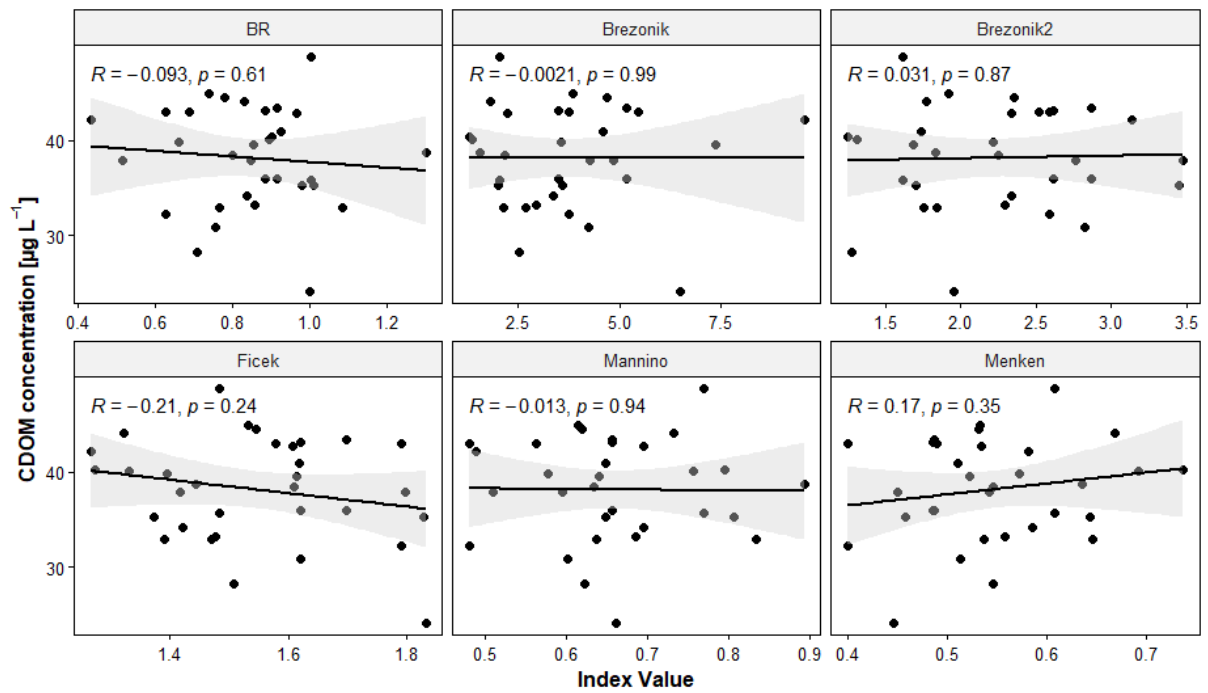 BR Brezonik Brezonik2
R = −0.093, p = 0.61 R = −0.0021, p = 0.99 R = 0.031, p = 0.87
40
30
0.4 0.6 0.8 1.0 1.2 2.5 5.0 7.5 1.5 2.0 2.5 3.0 3.5
Ficek Mannino Menken
R = −0.21, p = 0.24 R = −0.013, p = 0.94 R = 0.17, p = 0.35
40
30
1.4 1.6 1.8 0.5 0.6 0.7 0.8 0.9 0.4 0.5 0.6 0.7
CDOM concentration [µg L⁻¹]
Index Value